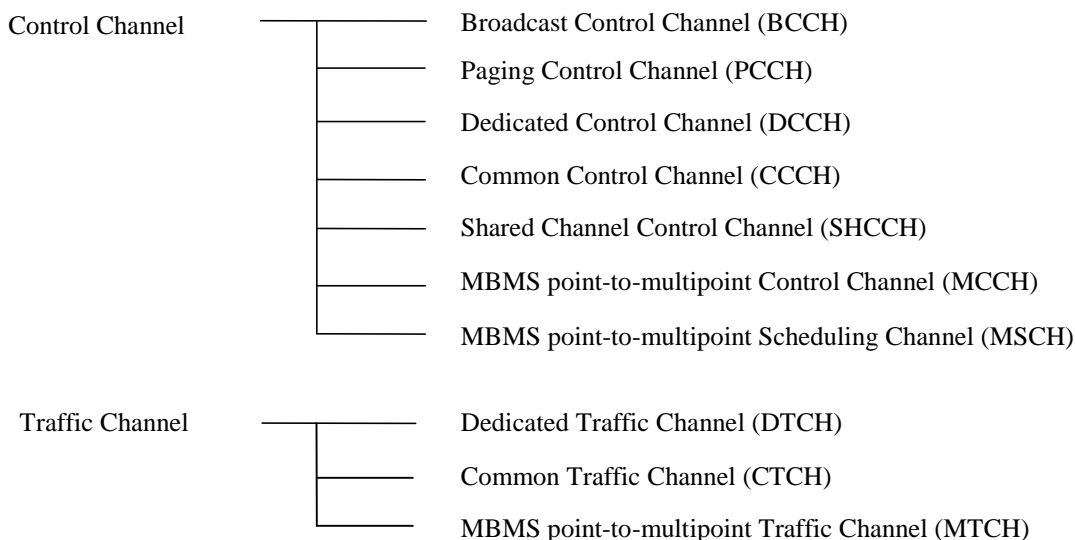 Control Channel
Broadcast Control Channel (BCCH)
Paging Control Channel (PCCH)
Dedicated Control Channel (DCCH)
Common Control Channel (CCCH)
Shared Channel Control Channel (SHCCH)
MBMS point-to-multipoint Control Channel (MCCH)
MBMS point-to-multipoint Scheduling Channel (MSCH)
Traffic Channel
Dedicated Traffic Channel (DTCH)
Common Traffic Channel (CTCH)
MBMS point-to-multipoint Traffic Channel (MTCH)